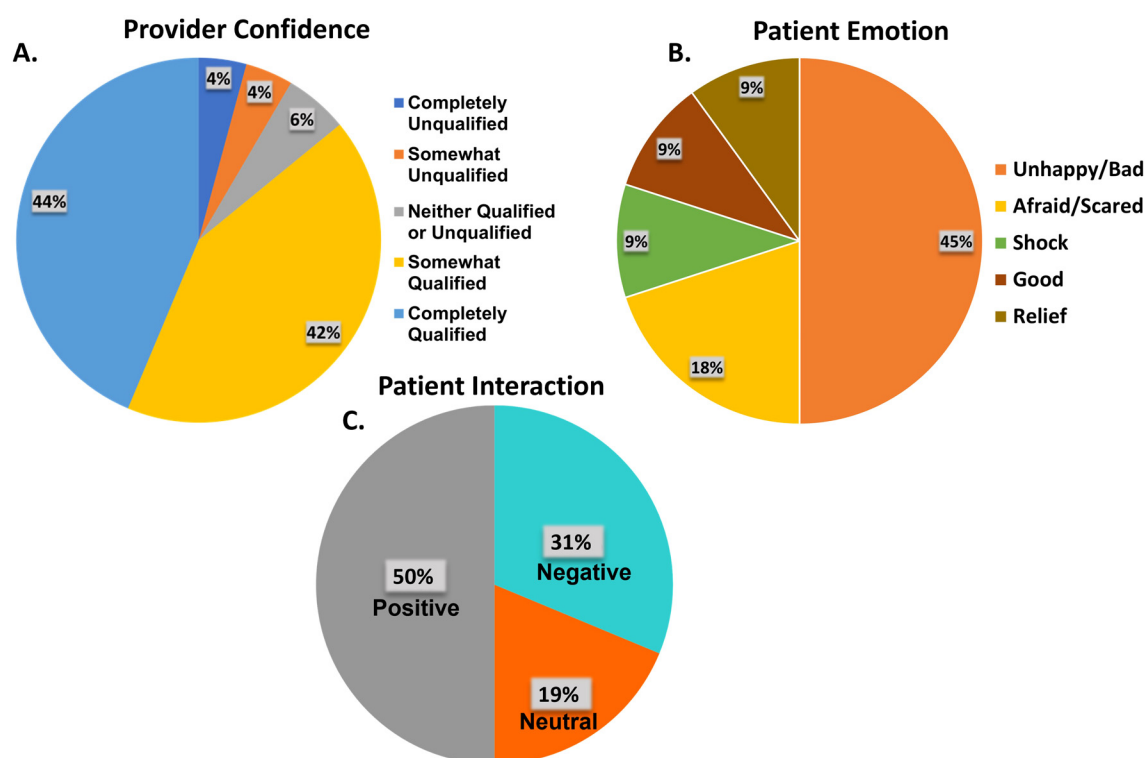 Provider Confidence
A.
4%
4%
6%
42%
44%
Completely
Unqualified
Somewhat
Unqualified
Neither Qualified
or Unqualified
Somewhat
Qualified
Completely
Qualified
Patient Emotion
B.
9%
9%
9%
18%
45%
Unhappy/Bad
Afraid/Scared
Shock
Good
Relief
Patient Interaction
C.
31%
Negative
50%
Positive
19%
Neutral